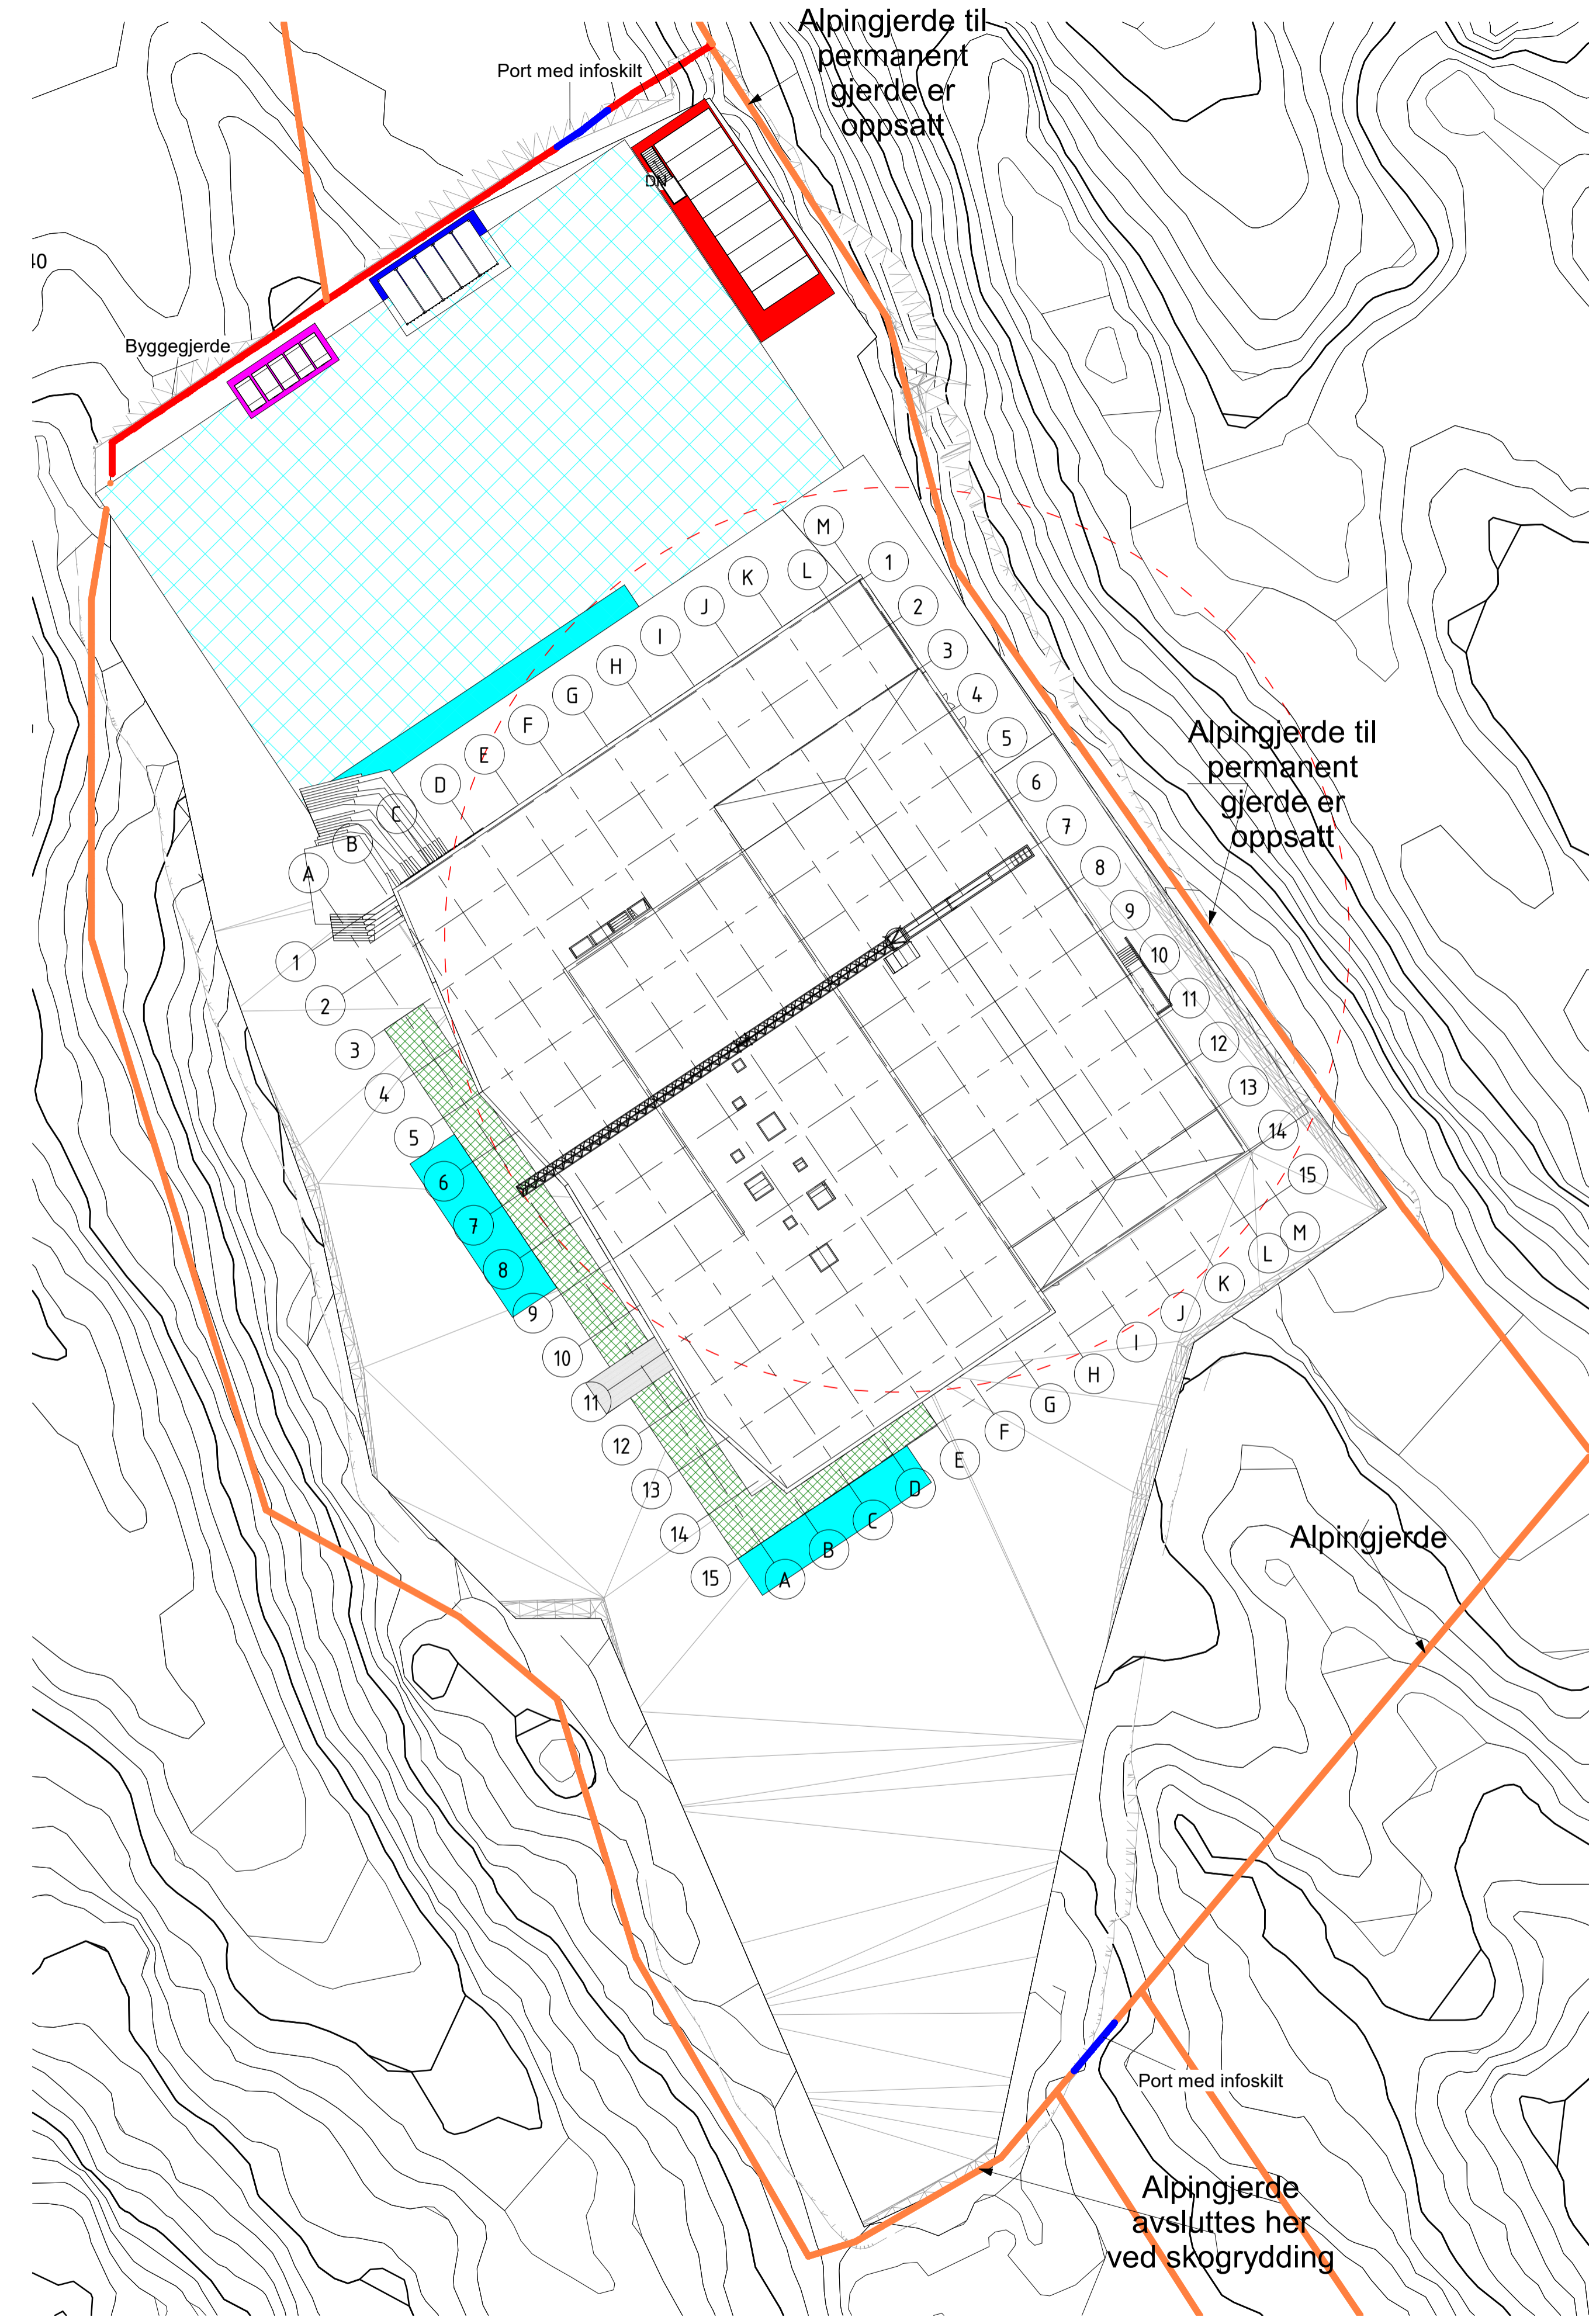 Alpingjerde til
permanent
gjerde er
oppsatt
Port med infoskilt
DN
40
Byggegjerde
M
L
K
J
I
H
G
F
E
D
C
B
A
1
2
3
4
5
6
7
8
9
10
11
12
13
14
15
Alpingjerde til
permanent
gjerde er
oppsatt
1
2
3
4
5
6
7
8
9
10
11
12
13
14
15
M
L
K
J
I
H
G
F
E
D
C
B
A
Alpingjerde
Port med infoskilt
Alpingjerde
avsluttes her
ved skogrydding